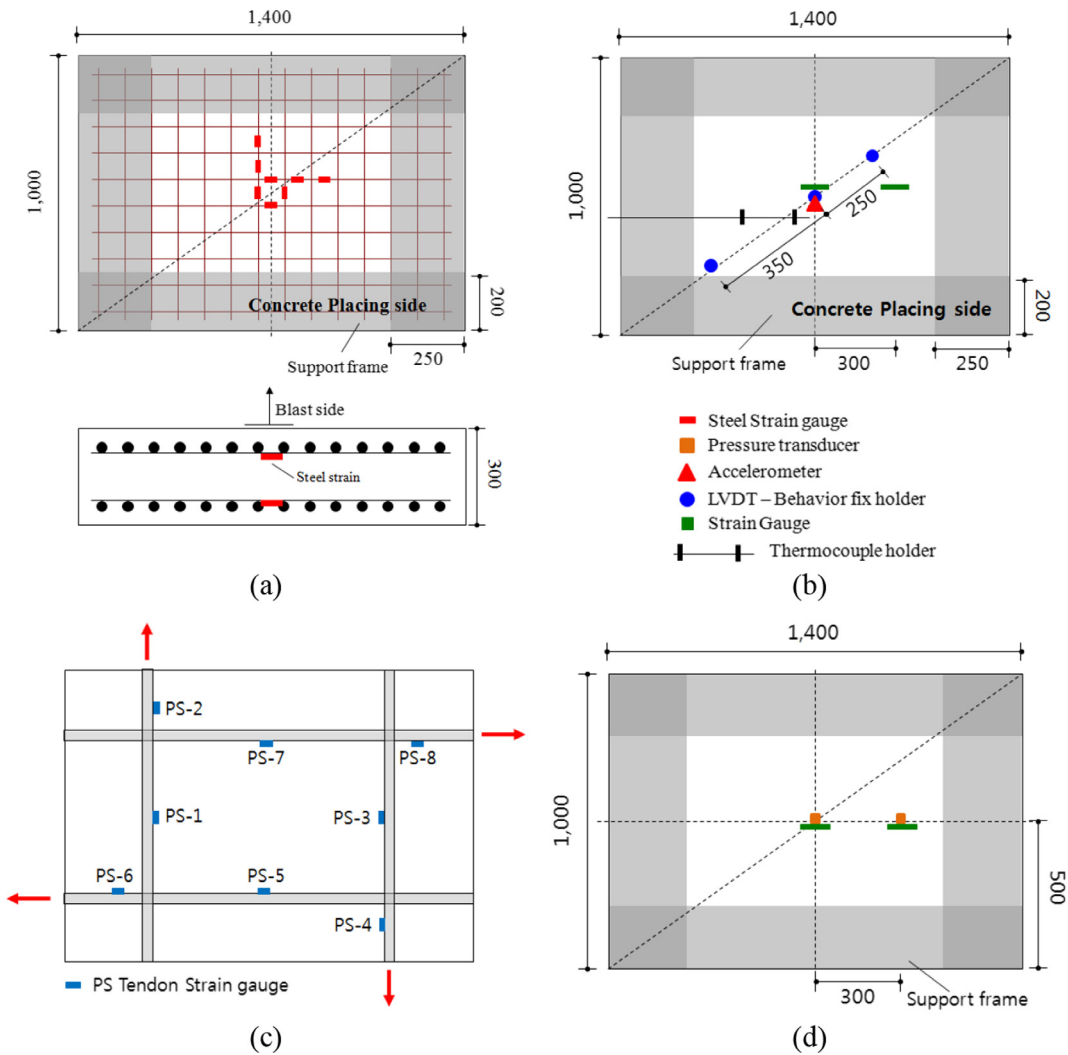 1,400
1,000
Concrete Placing side
200
250
Support frame
Blast side
Steel strain
300
(a)
1,400
1,000
250
350
Concrete Placing side
200
Support frame
300
250
Steel Strain gauge
Pressure transducer
Accelerometer
LVDT – Behavior fix holder
Strain Gauge
Thermocouple holder
(b)
PS-2
PS-7
PS-8
PS-1
PS-3
PS-6
PS-5
PS-4
PS Tendon Strain gauge
(c)
1,400
1,000
500
300
Support frame
(d)